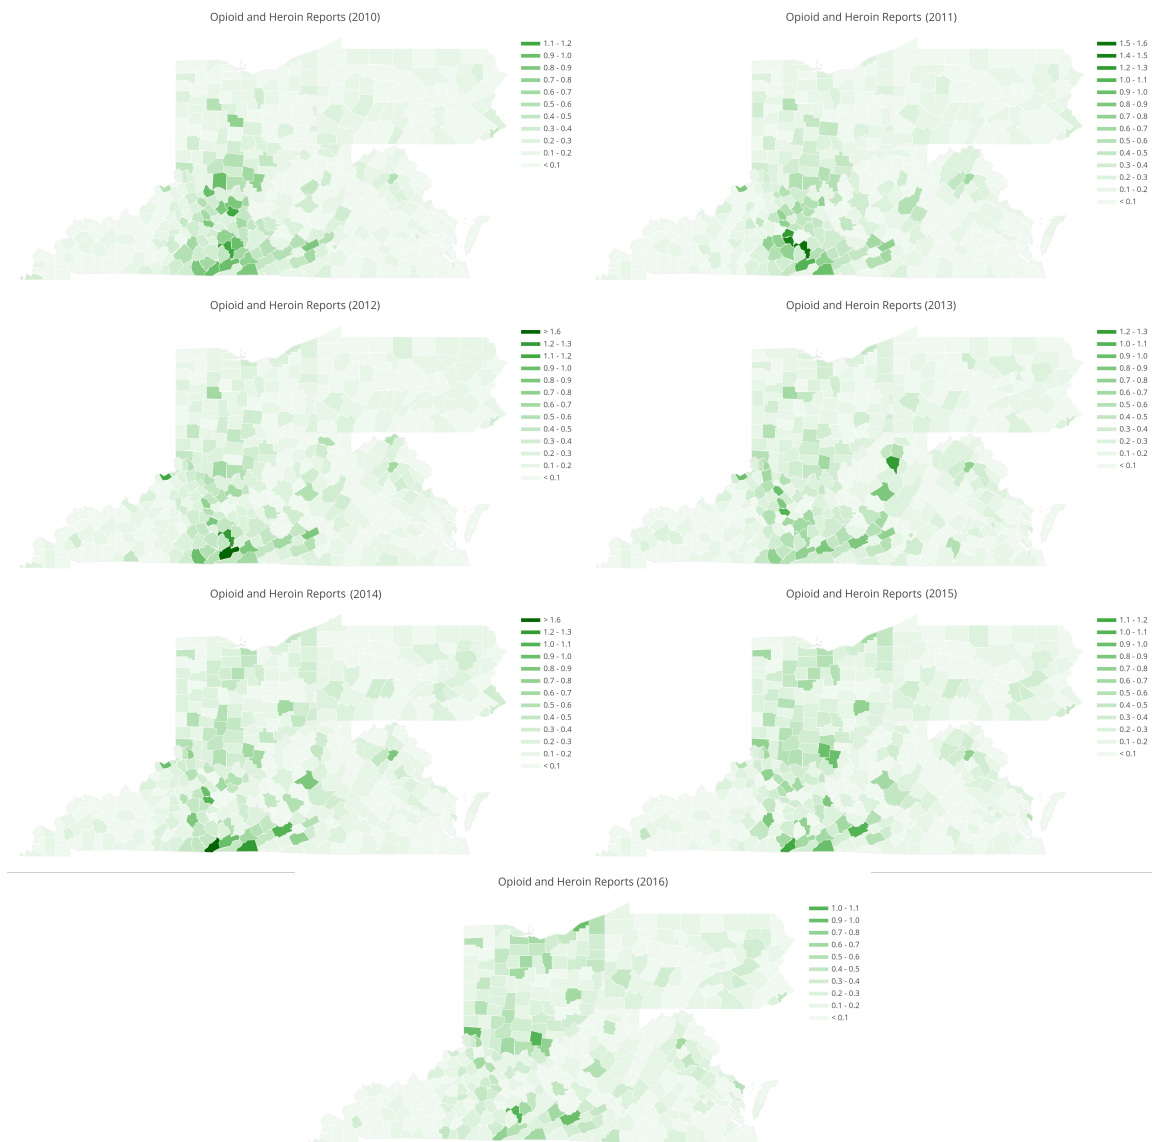 Opioid and Heroin Reports (2010)
1.1 - 1.2
0.9 - 1.0
0.8 - 0.9
0.7 - 0.8
0.6 - 0.7
0.5 - 0.6
0.4 - 0.5
0.3 - 0.4
0.2 - 0.3
0.1 - 0.2
< 0.1
Opioid and Heroin Reports (2011)
1.5 - 1.6
1.4 - 1.5
1.2 - 1.3
1.0 - 1.1
0.9 - 1.0
0.8 - 0.9
0.7 - 0.8
0.6 - 0.7
0.5 - 0.6
0.4 - 0.5
0.3 - 0.4
0.2 - 0.3
0.1 - 0.2
< 0.1
Opioid and Heroin Reports (2012)
> 1.6
1.2 - 1.3
1.1 - 1.2
0.9 - 1.0
0.8 - 0.9
0.7 - 0.8
0.6 - 0.7
0.5 - 0.6
0.4 - 0.5
0.3 - 0.4
0.2 - 0.3
0.1 - 0.2
< 0.1
Opioid and Heroin Reports (2013)
1.2 - 1.3
1.0 - 1.1
0.9 - 1.0
0.8 - 0.9
0.7 - 0.8
0.6 - 0.7
0.5 - 0.6
0.4 - 0.5
0.3 - 0.4
0.2 - 0.3
0.1 - 0.2
< 0.1
Opioid and Heroin Reports (2014)
> 1.6
1.2 - 1.3
1.0 - 1.1
0.9 - 1.0
0.8 - 0.9
0.7 - 0.8
0.6 - 0.7
0.5 - 0.6
0.4 - 0.5
0.3 - 0.4
0.2 - 0.3
0.1 - 0.2
< 0.1
Opioid and Heroin Reports (2015)
1.1 - 1.2
1.0 - 1.1
0.9 - 1.0
0.8 - 0.9
0.7 - 0.8
0.6 - 0.7
0.5 - 0.6
0.4 - 0.5
0.3 - 0.4
0.2 - 0.3
0.1 - 0.2
< 0.1
Opioid and Heroin Reports (2016)
1.0 - 1.1
0.9 - 1.0
0.7 - 0.8
0.6 - 0.7
0.5 - 0.6
0.4 - 0.5
0.3 - 0.4
0.2 - 0.3
0.1 - 0.2
< 0.1